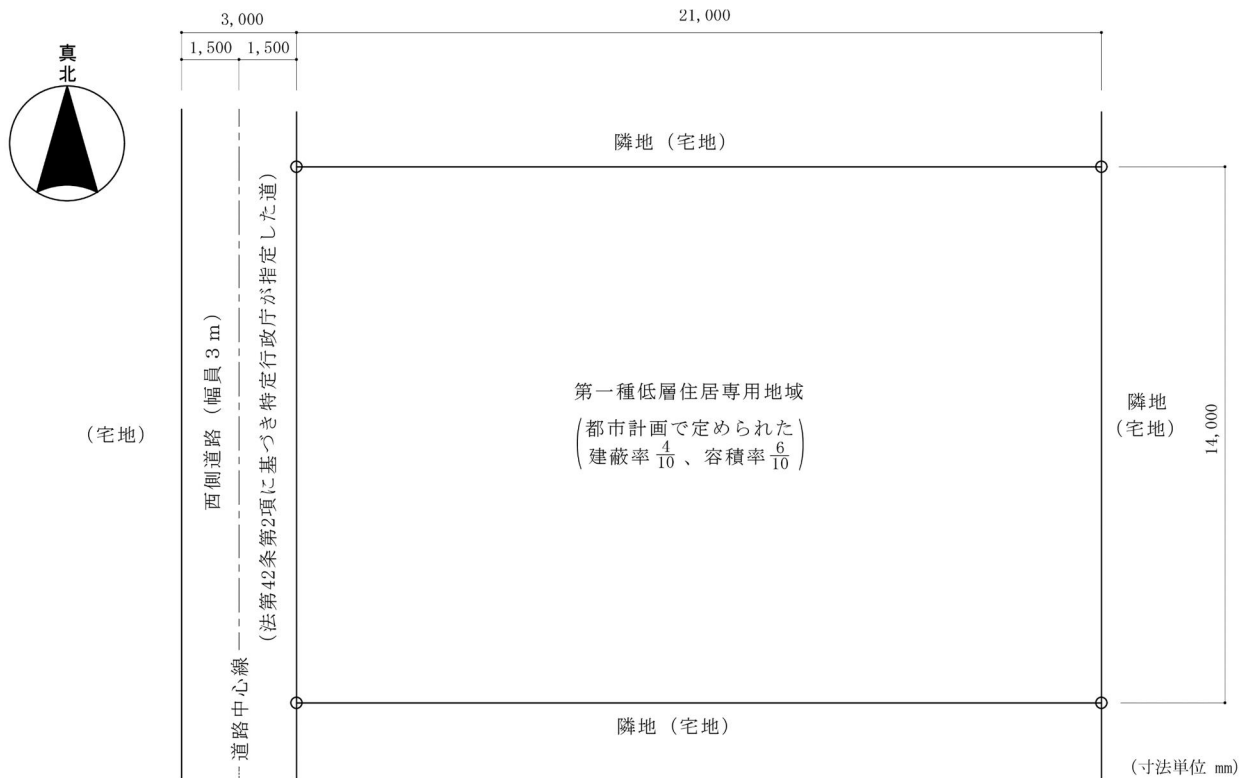 3,000
21,000
1,500
1,500
真北
隣地（宅地）
（宅地）
西側道路（幅員3m）
道路中心線
（法第42条第2項に基づき特定行政庁が指定した道）
第一種低層住居専用地域
（都市計画で定められた
建蔽率 4/10 、容積率 6/10）
隣地
（宅地）
14,000
隣地（宅地）
（寸法単位 mm）